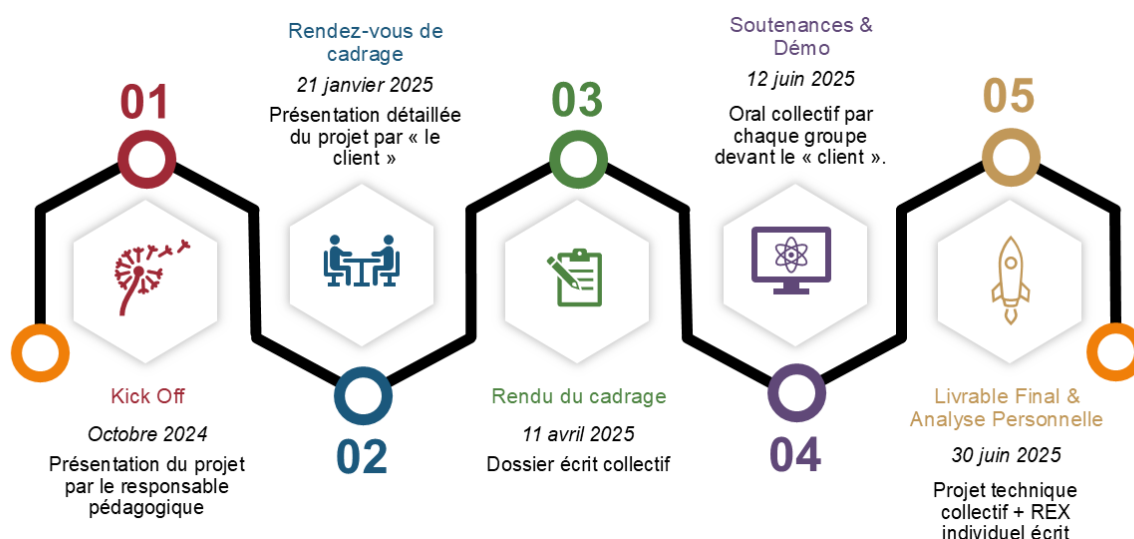 01
Kick Off
Octobre 2024
Présentation du projet
par le responsable
pédagogique
Rendez-vous de
cadrage
21 janvier 2025
Présentation détaillée
du projet par « le
client »
02
03
Rendu du cadrage
11 avril 2025
Dossier écrit collectif
Soutenances &
Démo
12 juin 2025
Oral collectif par
chaque groupe
devant le « client ».
04
05
Livrable Final &
Analyse Personnelle
30 juin 2025
Projet technique
collectif + REX
individuel écrit